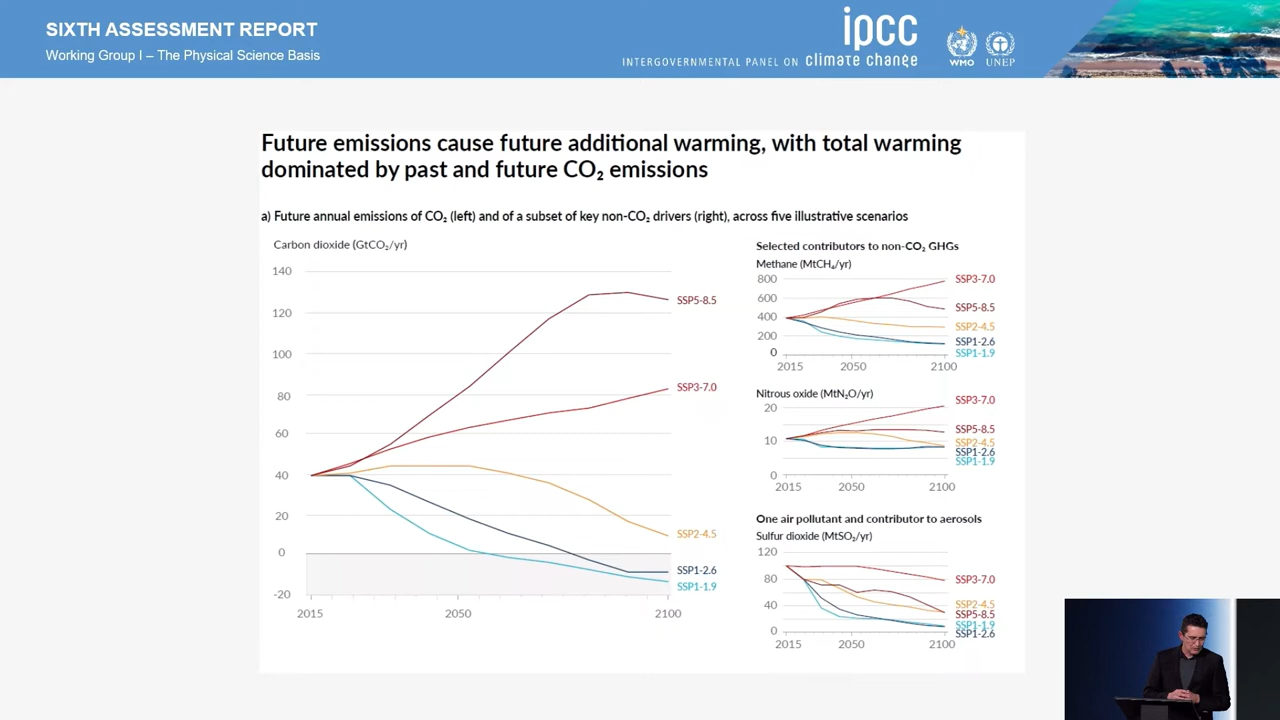 SIXTH ASSESSMENT REPORT
Working Group I – The Physical Science Basis
ipcc
INTERGOVERNMENTAL PANEL ON climate change
WMO
UNEP
Future emissions cause future additional warming, with total warming
dominated by past and future CO₂ emissions
a) Future annual emissions of CO₂ (left) and of a subset of key non-CO₂ drivers (right), across five illustrative scenarios
Carbon dioxide (GtCO₂/yr)
140
120
100
80
60
40
20
0
-20
2015
2050
2100
SSP5-8.5
SSP3-7.0
SSP2-4.5
SSP1-2.6
SSP1-1.9
Selected contributors to non-CO₂ GHGs
Methane (MtCH₄/yr)
800
600
400
200
0
2015
2050
2100
SSP3-7.0
SSP5-8.5
SSP2-4.5
SSP1-2.6
SSP1-1.9
Nitrous oxide (MtN₂O/yr)
20
10
0
2015
2050
2100
SSP3-7.0
SSP5-8.5
SSP2-4.5
SSP1-2.6
SSP1-1.9
One air pollutant and contributor to aerosols
Sulfur dioxide (MtSO₂/yr)
120
80
40
0
2015
2050
2100
SSP3-7.0
SSP2-4.5
SSP5-8.5
SSP1-1.9
SSP1-2.6